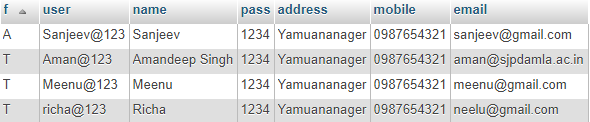 f user name pass address mobile email
A Sanjeev@123 Sanjeev 1234 Yamuananager 0987654321 sanjeev@gmail.com
T Aman@123 Amandeep Singh 1234 Yamuananager 0987654321 aman@sjpdamla.ac.in
T Meenu@123 Meenu 1234 Yamuananager 0987654321 meenu@gmail.com
T richa@123 Richa 1234 Yamuananager 0987654321 neelu@gmail.com